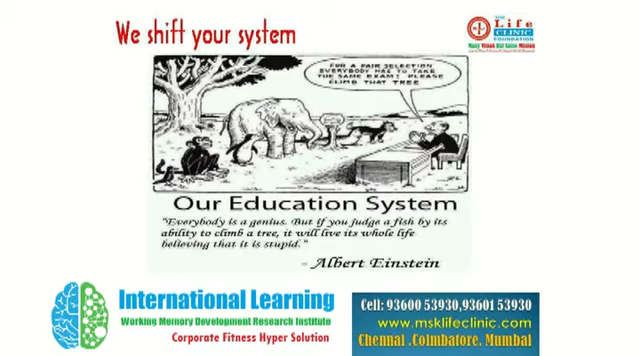 We shift your system
Life
CLINIC
FOUNDATION
FOR A FAIR SELECTION
EVERYBODY HAS TO TAKE
THE SAME EXAM: PLEASE
CLIMB THAT TREE
Our Education System
"Everybody is a genius. But if you judge a fish by its
ability to climb a tree, it will live its whole life
believing that it is stupid."
- Albert Einstein
International Learning
Working Memory Development Research Institute
Corporate Fitness Hyper Solution
Cell: 93600 53930,93601 53930
www.msklifeclinic.com
Chennai ,Coimbatore, Mumbai